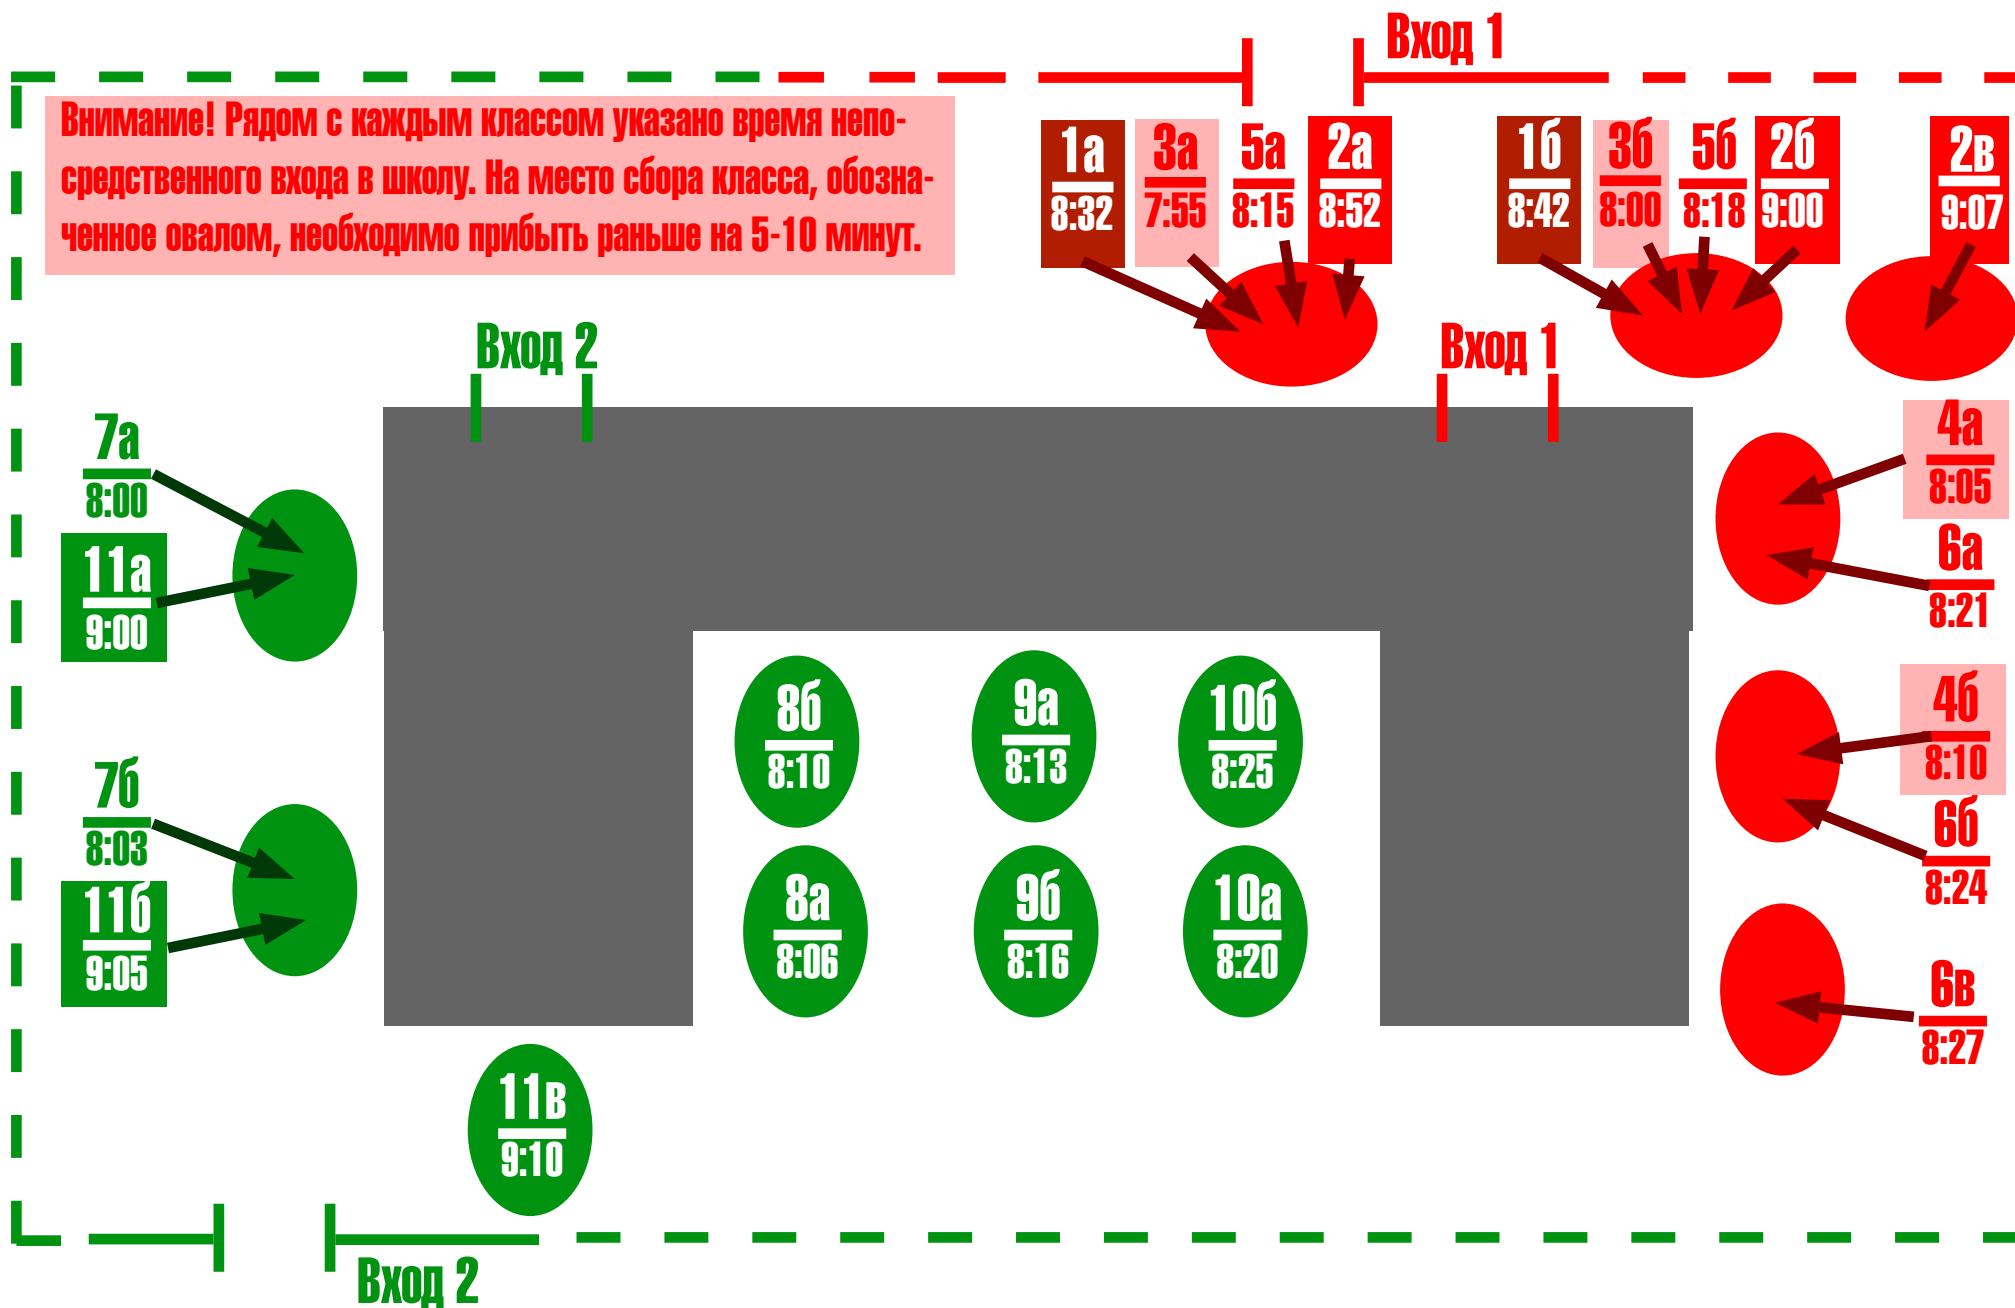 Вход 1
Внимание! Рядом с каждым классом указано время непо-
средственного входа в школу. На место сбора класса, обозна-
ченное овалом, необходимо прибыть раньше на 5-10 минут.
1а
8:32
3а
7:55
5а
8:15
2а
8:52
1б
8:42
3б
8:00
5б
8:18
2б
9:00
2в
9:07
Вход 2
Вход 1
7а
8:00
11а
9:00
4а
8:05
6а
8:21
8б
8:10
9а
8:13
10б
8:25
4б
8:10
6б
8:24
7б
8:03
11б
9:05
8а
8:06
9б
8:16
10а
8:20
6в
8:27
11в
9:10
Вход 2